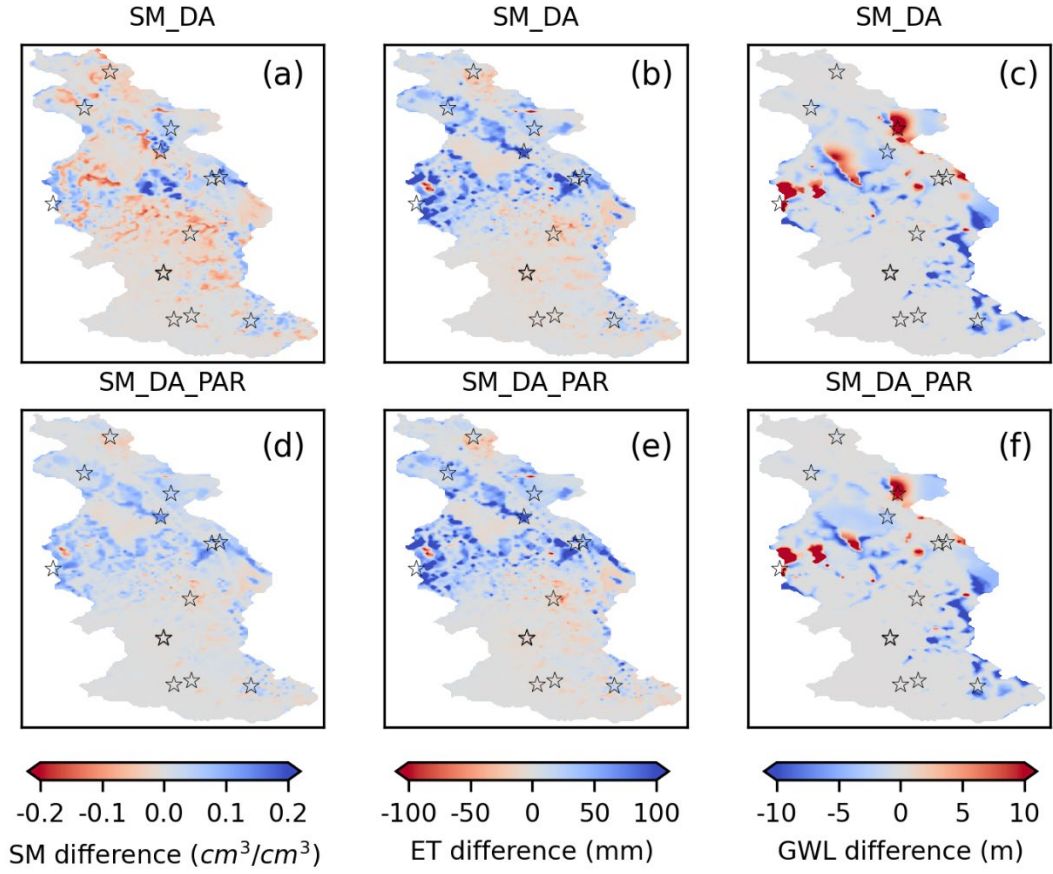 SM_DA SM_DA SM_DA
(a) (b) (c)
SM_DA_PAR SM_DA_PAR SM_DA_PAR
(d) (e) (f)
-0.2 -0.1 0.0 0.1 0.2 -100 -50 0 50 100 -10 -5 0 5 10
SM difference (cm³/cm³) ET difference (mm) GWL difference (m)